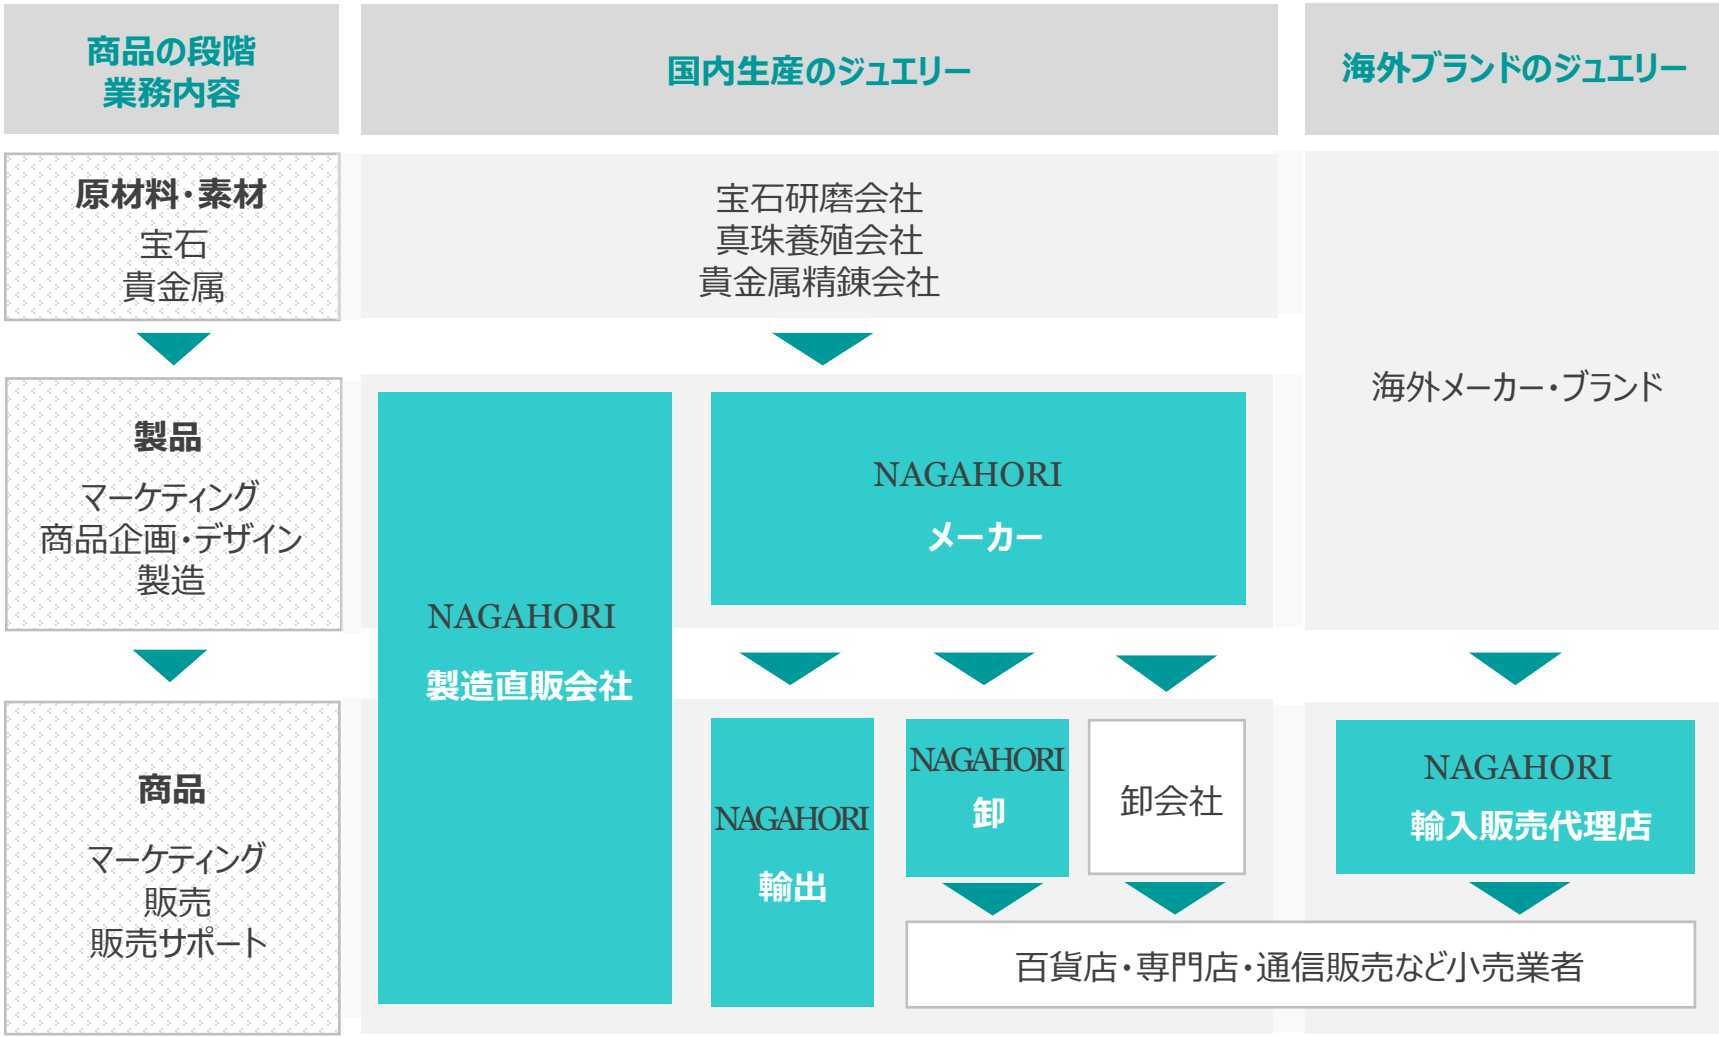 商品の段階
業務内容
国内生産のジュエリー
海外ブランドのジュエリー
原材料・素材
宝石
貴金属
宝石研磨会社
真珠養殖会社
貴金属精錬会社
海外メーカー・ブランド
製品
マーケティング
商品企画・デザイン
製造
NAGAHORI
製造直販会社
NAGAHORI
メーカー
商品
マーケティング
販売
販売サポート
NAGAHORI
輸出
NAGAHORI
卸
卸会社
NAGAHORI
輸入販売代理店
百貨店・専門店・通信販売など小売業者